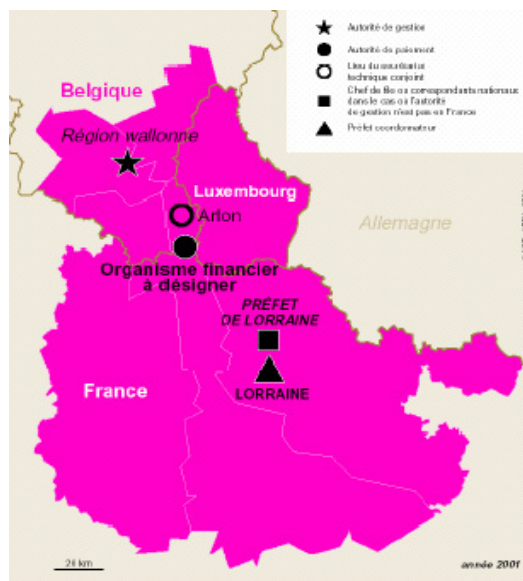 Autorité de gestion
Autorité de paiement
Lieu du secrétariat
technique conjoint
Chef de file ou correspondants nationaux
dans le cas où l'autorité
de gestion n'est pas en France
Préfet coordonnateur
Belgique
Région wallonne
Luxembourg
Arlon
Allemagne
Organisme financier
à désigner
PRÉFET
DE LORRAINE
France
LORRAINE
20 km
année 2001